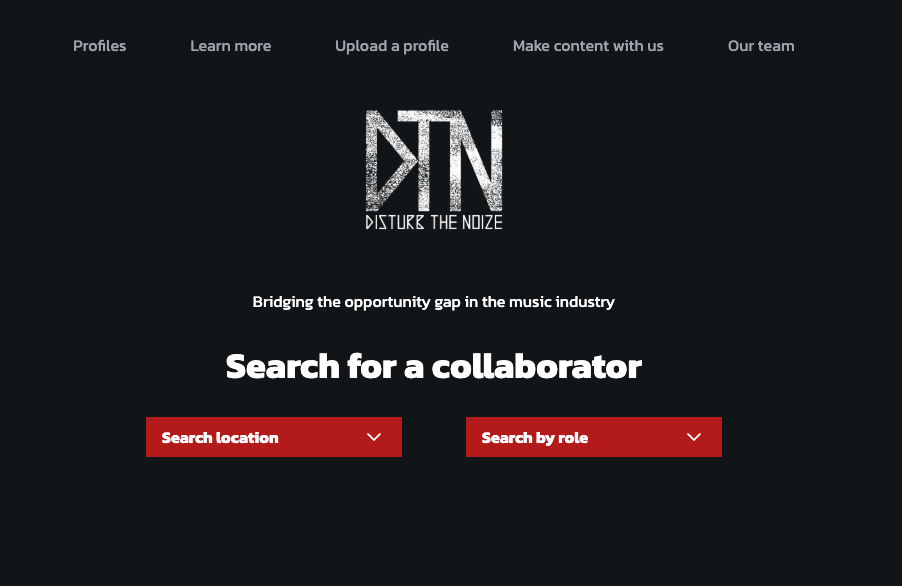 Profiles Learn more Upload a profile Make content with us Our team
DTN
DISTURB THE NOIZE
Bridging the opportunity gap in the music industry
Search for a collaborator
Search location Search by role